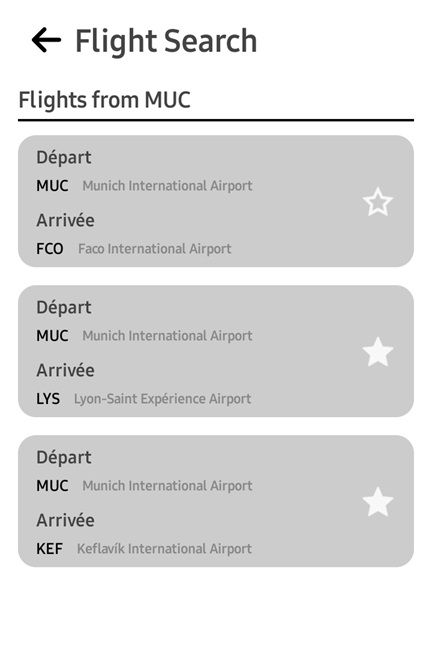 Flight Search
Flights from MUC
Départ
MUC Munich International Airport
Arrivée
FCO Faco International Airport
Départ
MUC Munich International Airport
Arrivée
LYS Lyon-Saint Expérience Airport
Départ
MUC Munich International Airport
Arrivée
KEF Keflavík International Airport